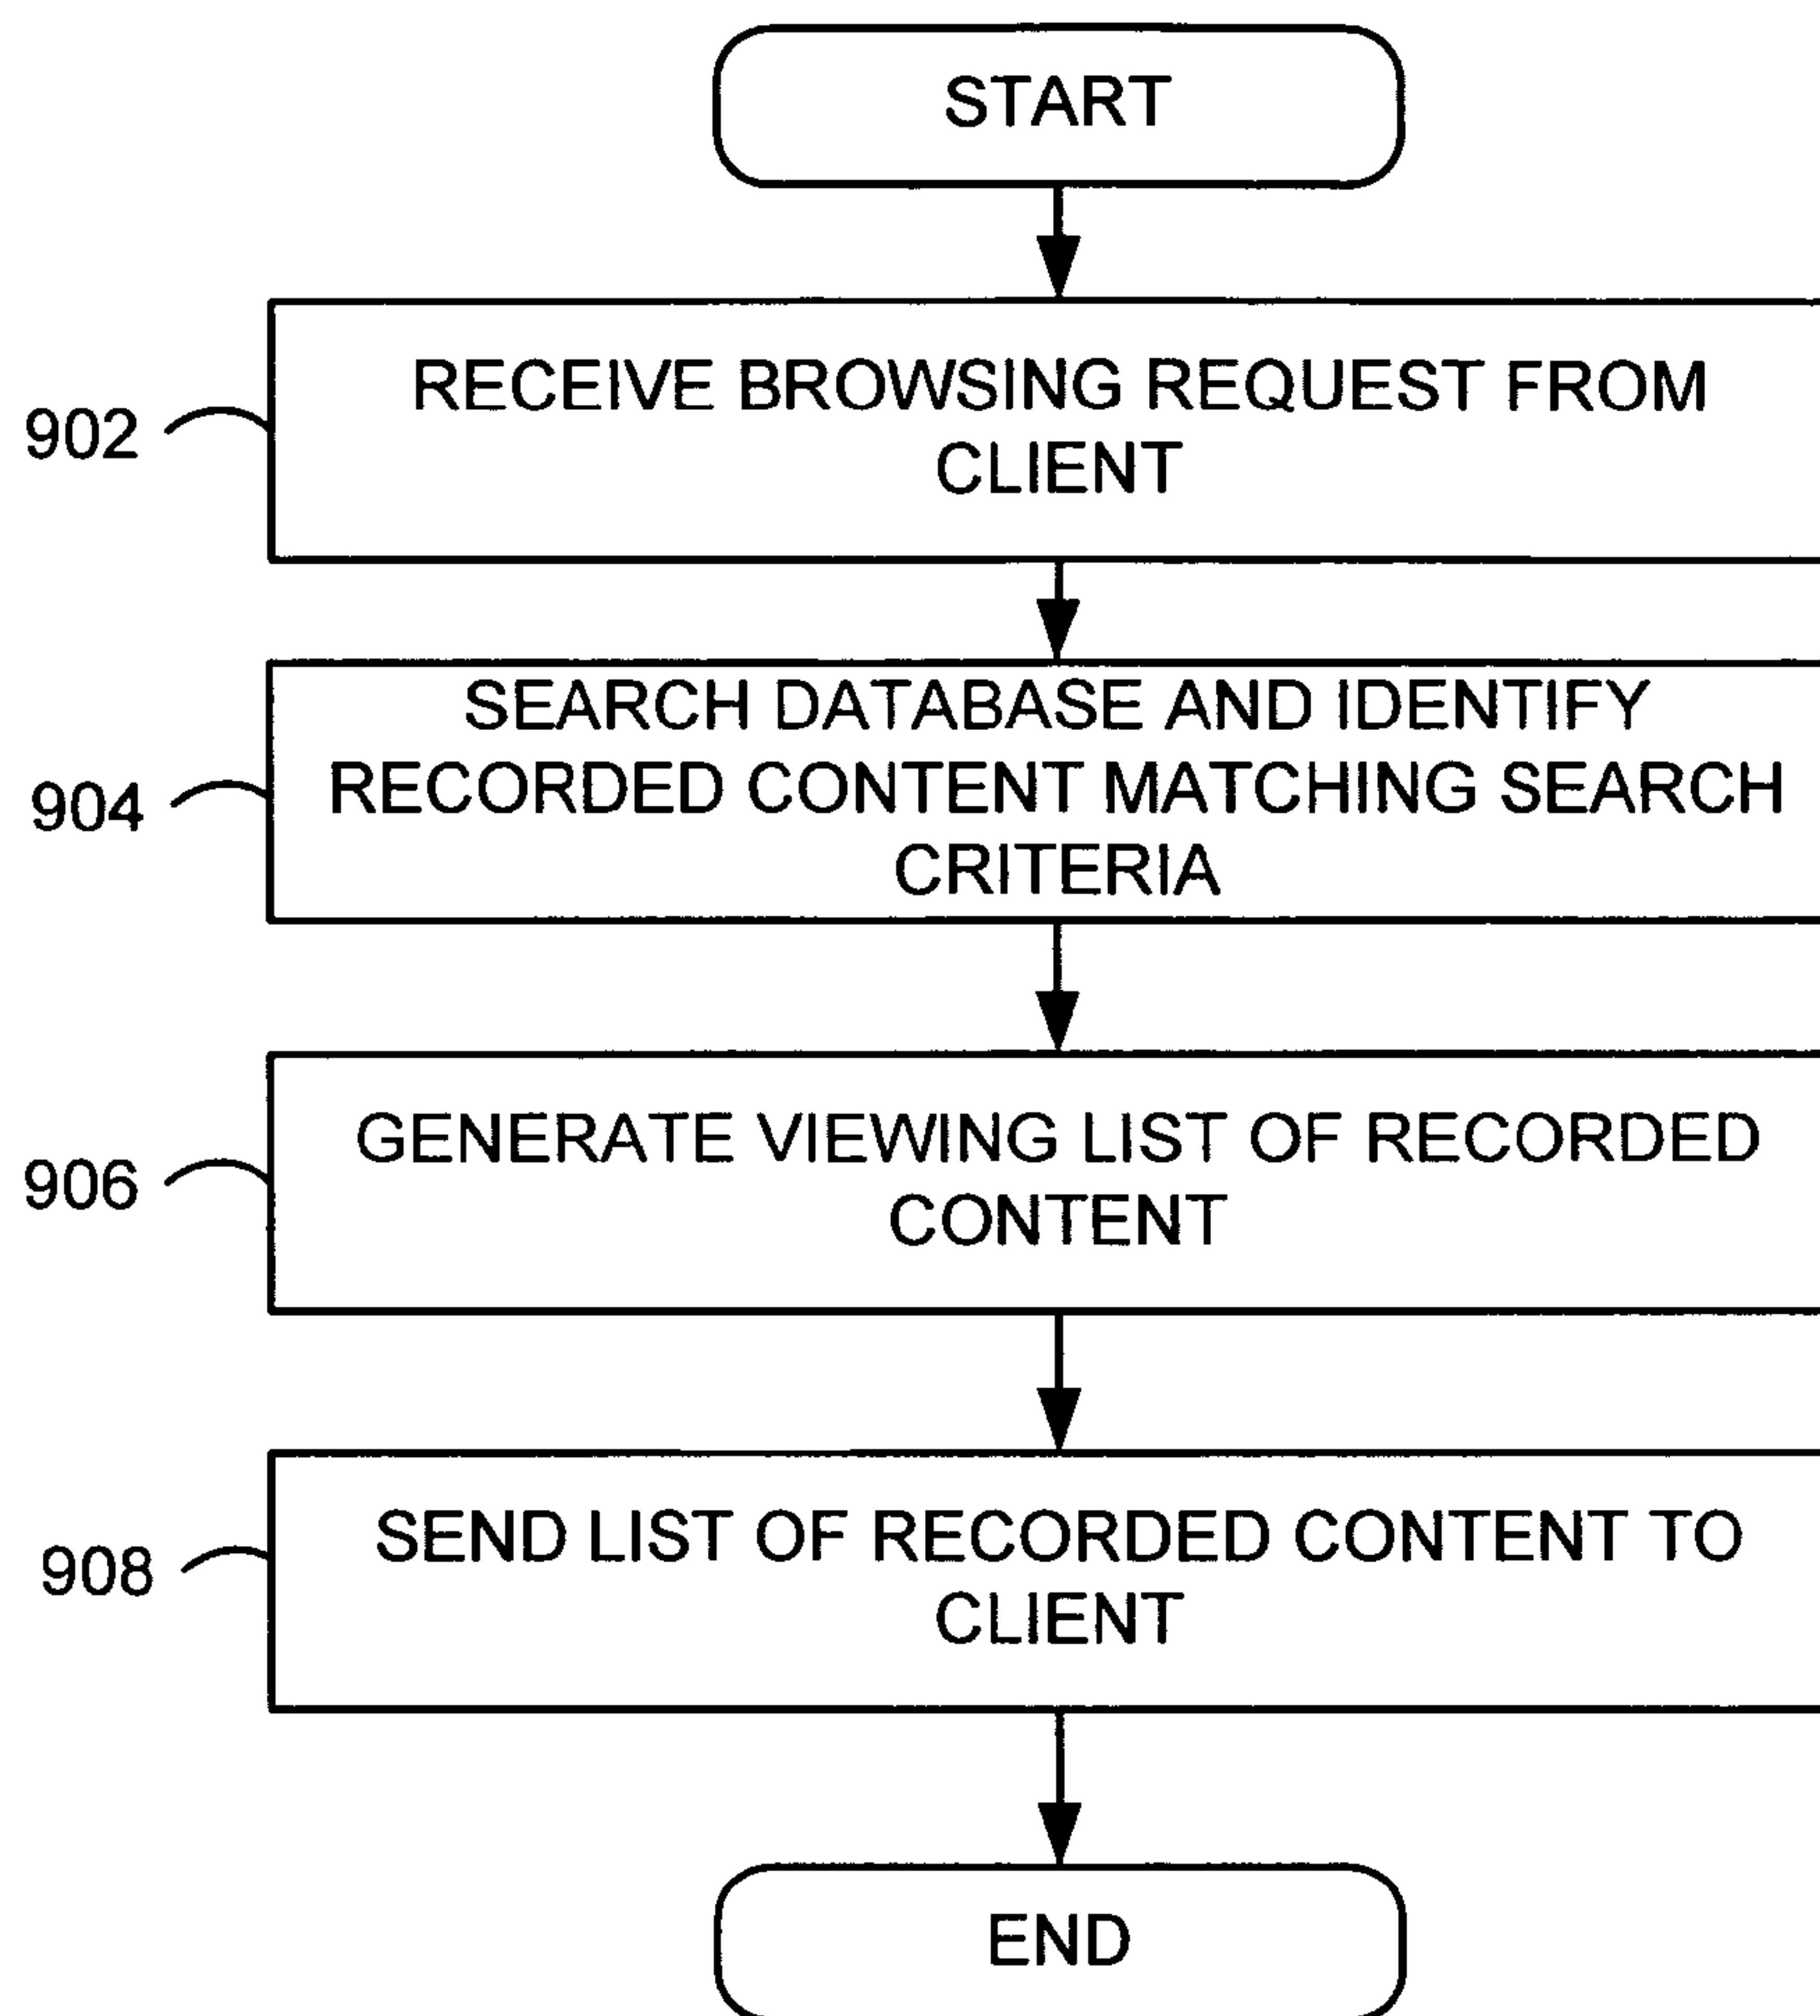 START
RECEIVE BROWSING REQUEST FROM
CLIENT
902
SEARCH DATABASE AND IDENTIFY
RECORDED CONTENT MATCHING SEARCH
CRITERIA
904
GENERATE VIEWING LIST OF RECORDED
CONTENT
906
SEND LIST OF RECORDED CONTENT TO
CLIENT
908
END